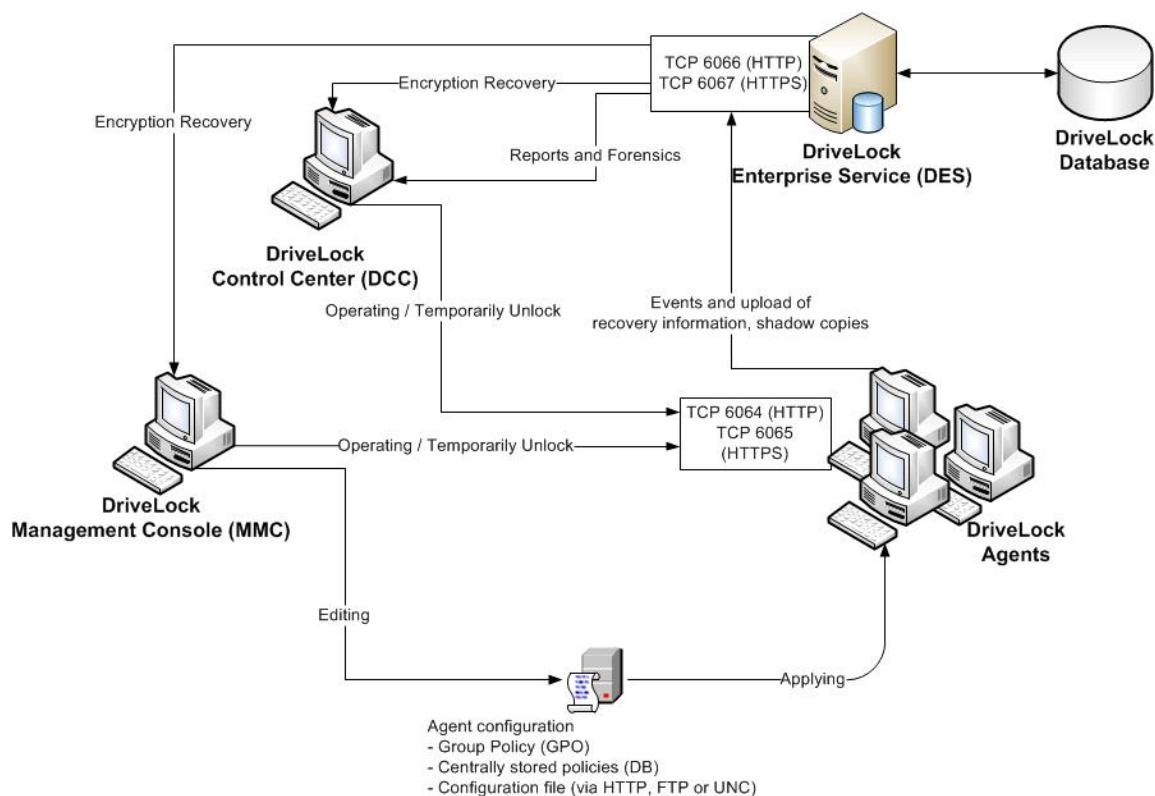 TCP 6066 (HTTP)
TCP 6067 (HTTPS)
Encryption Recovery
Encryption Recovery
Reports and Forensics
DriveLock
Enterprise Service (DES)
DriveLock
Database
DriveLock
Control Center (DCC)
Operating / Temporarily Unlock
Events and upload of
recovery information, shadow copies
TCP 6064 (HTTP)
TCP 6065
(HTTPS)
Operating / Temporarily Unlock
DriveLock
Management Console (MMC)
DriveLock
Agents
Editing
Applying
Agent configuration
- Group Policy (GPO)
- Centrally stored policies (DB)
- Configuration file (via HTTP, FTP or UNC)